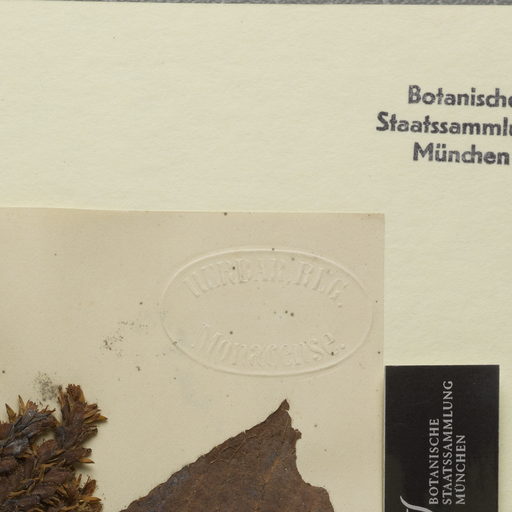 Botanische
Staatssammlu
München
HERBAR. REG.
Monacense.
BOTANISCHE
STAATSSAMMLUNG
MÜNCHEN